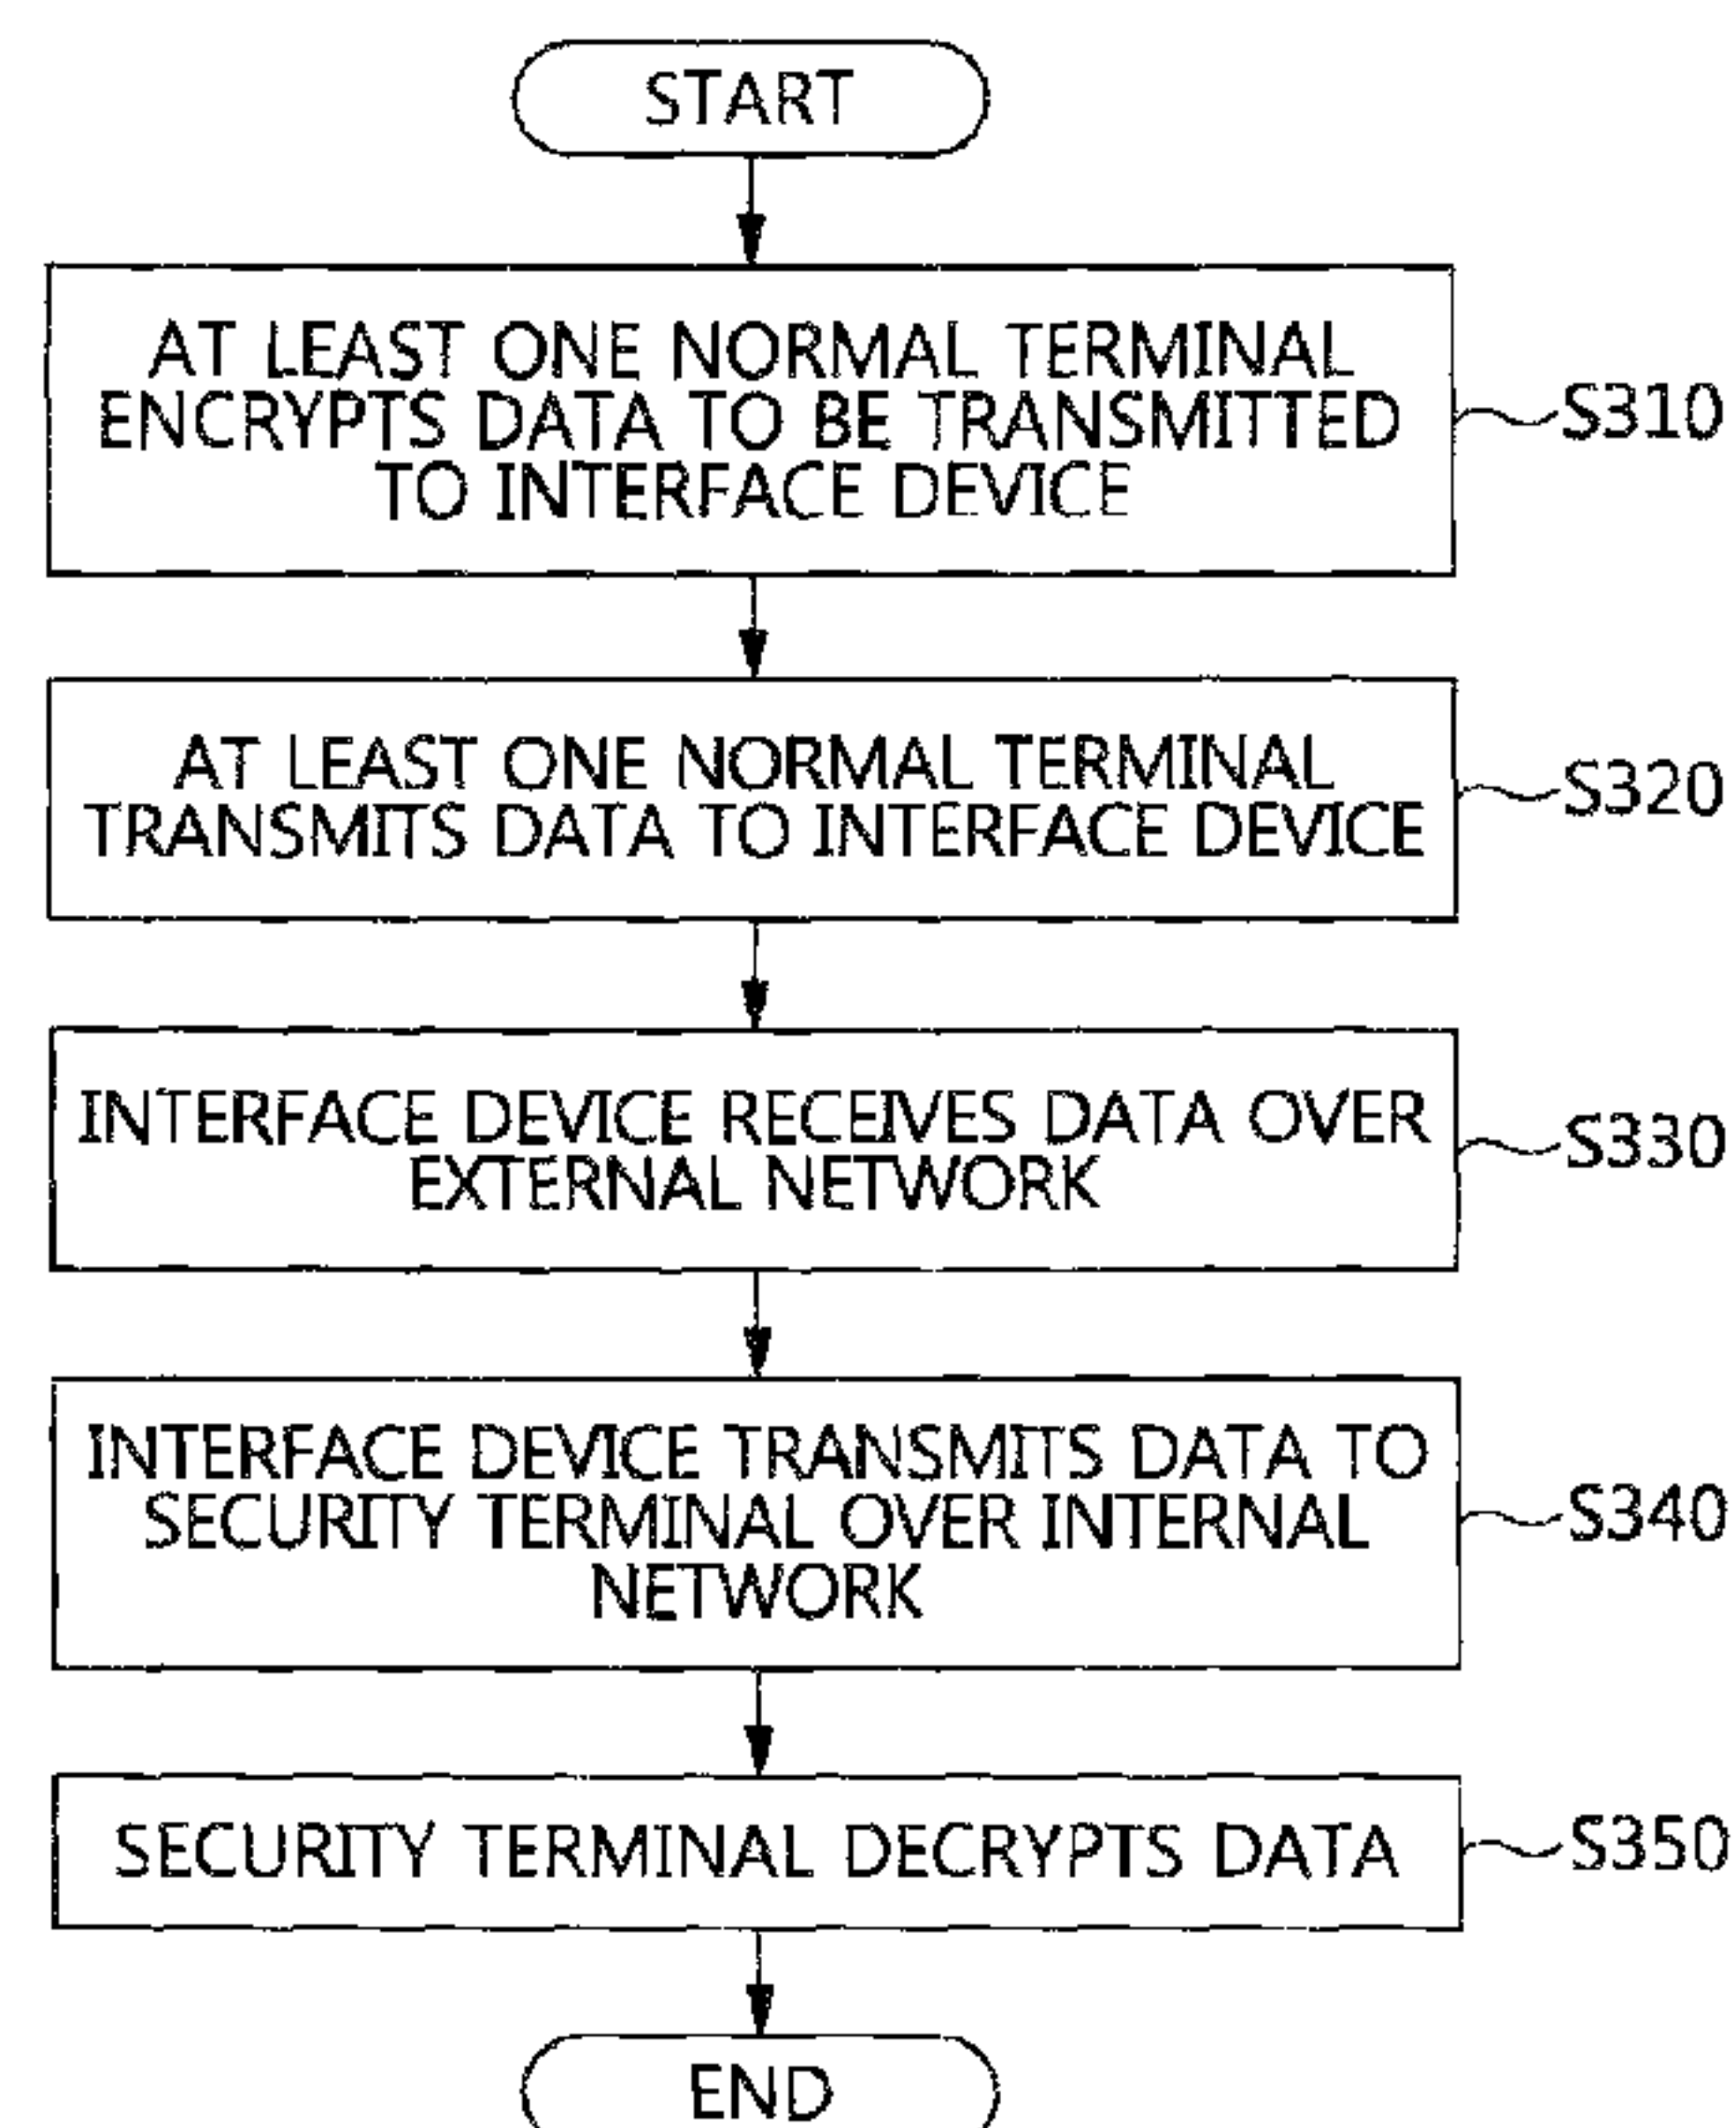 START
AT LEAST ONE NORMAL TERMINAL
ENCRYPTS DATA TO BE TRANSMITTED
TO INTERFACE DEVICE
S310
AT LEAST ONE NORMAL TERMINAL
TRANSMITS DATA TO INTERFACE DEVICE
S320
INTERFACE DEVICE RECEIVES DATA OVER
EXTERNAL NETWORK
S330
INTERFACE DEVICE TRANSMITS DATA TO
SECURITY TERMINAL OVER INTERNAL
NETWORK
S340
SECURITY TERMINAL DECRYPTS DATA
S350
END